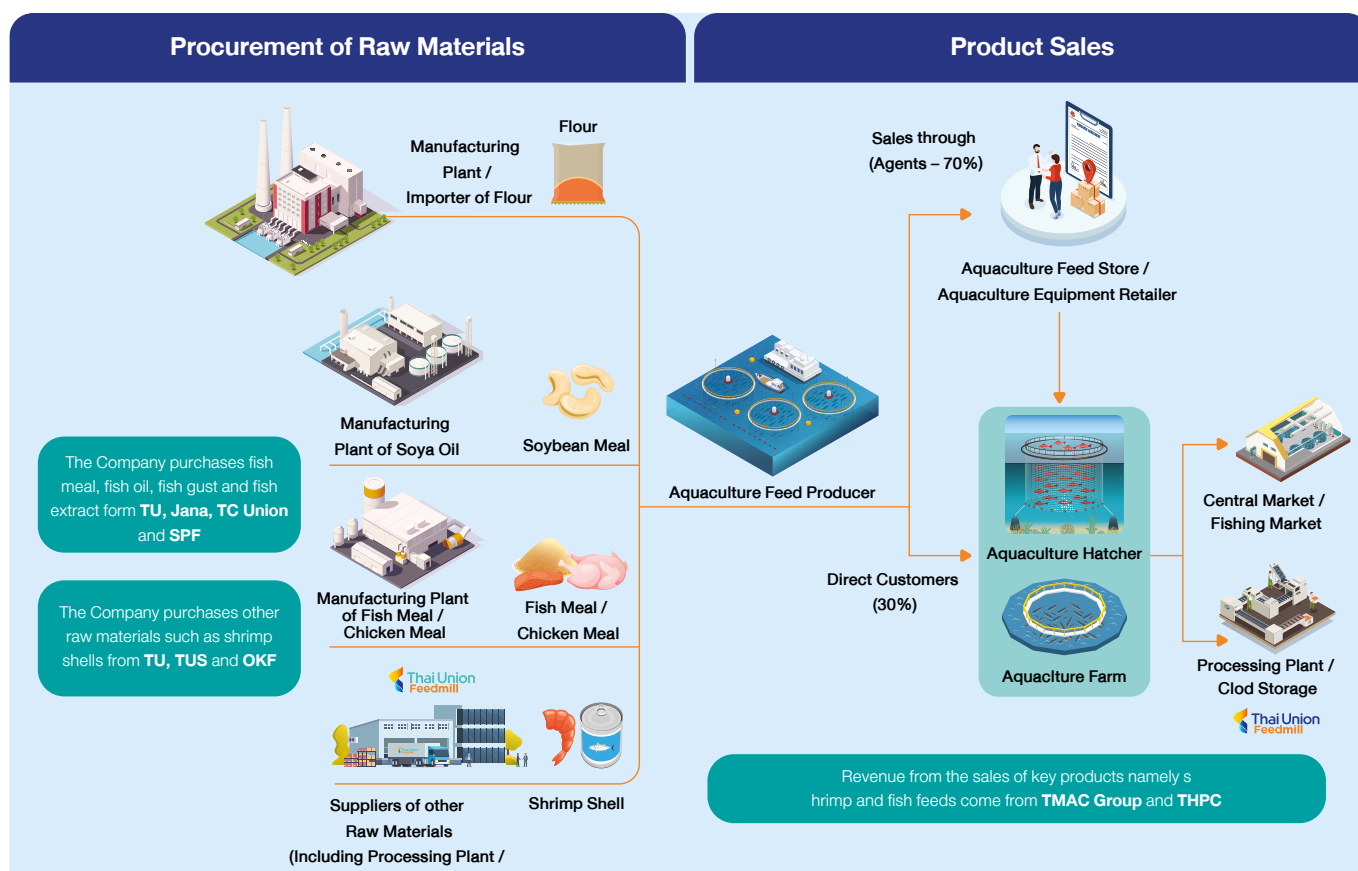 Procurement of Raw Materials
Product Sales
Flour
Manufacturing
Plant /
Importer of Flour
Sales through
(Agents – 70%)
Aquaculture Feed Store /
Aquaculture Equipment Retailer
Manufacturing
Plant of Soya Oil
Soybean Meal
Aquaculture Feed Producer
The Company purchases fish
meal, fish oil, fish gust and fish
extract form TU, Jana, TC Union
and SPF
Manufacturing Plant
of Fish Meal /
Chicken Meal
Fish Meal /
Chicken Meal
The Company purchases other
raw materials such as shrimp
shells from TU, TUS and OKF
Thai Union
Feedmill
Suppliers of other
Raw Materials
(Including Processing Plant /
Shrimp Shell
Direct Customers
(30%)
Aquaculture Hatcher
Aquaclture Farm
Central Market /
Fishing Market
Processing Plant /
Clod Storage
Thai Union
Feedmill
Revenue from the sales of key products namely s
hrimp and fish feeds come from TMAC Group and THPC